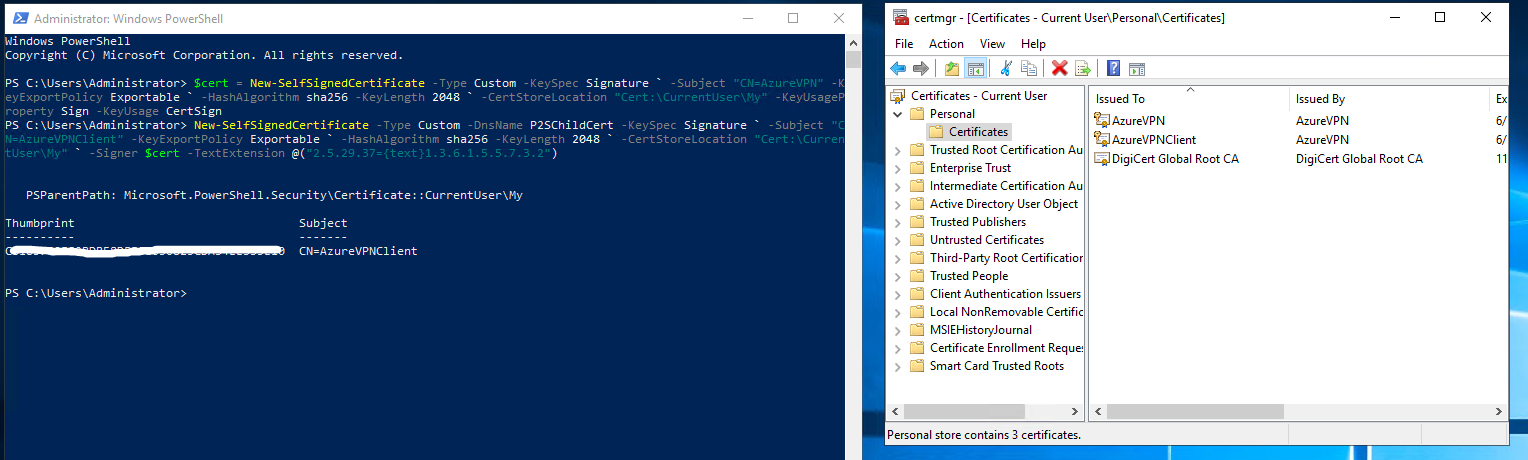 Administrator: Windows PowerShell
Windows PowerShell
Copyright (C) Microsoft Corporation. All rights reserved.
PS C:\Users\Administrator> $cert = New-SelfSignedCertificate -Type Custom -KeySpec Signature ` -Subject "CN=AzureVPN" -K
eyExportPolicy Exportable ` -HashAlgorithm sha256 -KeyLength 2048 ` -CertStoreLocation "Cert:\CurrentUser\My" -KeyUsageP
roperty Sign -KeyUsage CertSign
PS C:\Users\Administrator> New-SelfSignedCertificate -Type Custom -DnsName P2SChildCert -KeySpec Signature ` -Subject "C
N=AzureVPNClient" -KeyExportPolicy Exportable ` -HashAlgorithm sha256 -KeyLength 2048 ` -CertStoreLocation "Cert:\Curren
tUser\My" ` -Signer $cert -TextExtension @("2.5.29.37={text}1.3.6.1.5.5.7.3.2")
PSParentPath: Microsoft.PowerShell.Security\Certificate::CurrentUser\My
Thumbprint Subject
---------- -------
CN=AzureVPNClient
PS C:\Users\Administrator>
certmgr - [Certificates - Current User\Personal\Certificates]
File Action View Help
Certificates - Current User
Personal
Certificates
Trusted Root Certification Au
Enterprise Trust
Intermediate Certification Au
Active Directory User Object
Trusted Publishers
Untrusted Certificates
Third-Party Root Certification
Trusted People
Client Authentication Issuers
Local NonRemovable Certific
MSIEHistoryJournal
Certificate Enrollment Reques
Smart Card Trusted Roots
Issued To Issued By Ex
AzureVPN AzureVPN 6/
AzureVPNClient AzureVPN 6/
DigiCert Global Root CA DigiCert Global Root CA 11
Personal store contains 3 certificates.